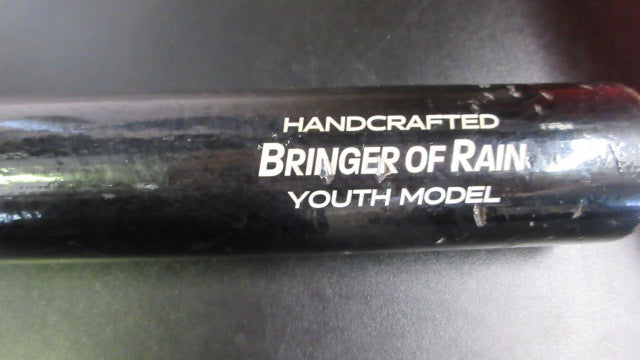 HANDCRAFTED
BRINGER OF RAIN
YOUTH MODEL